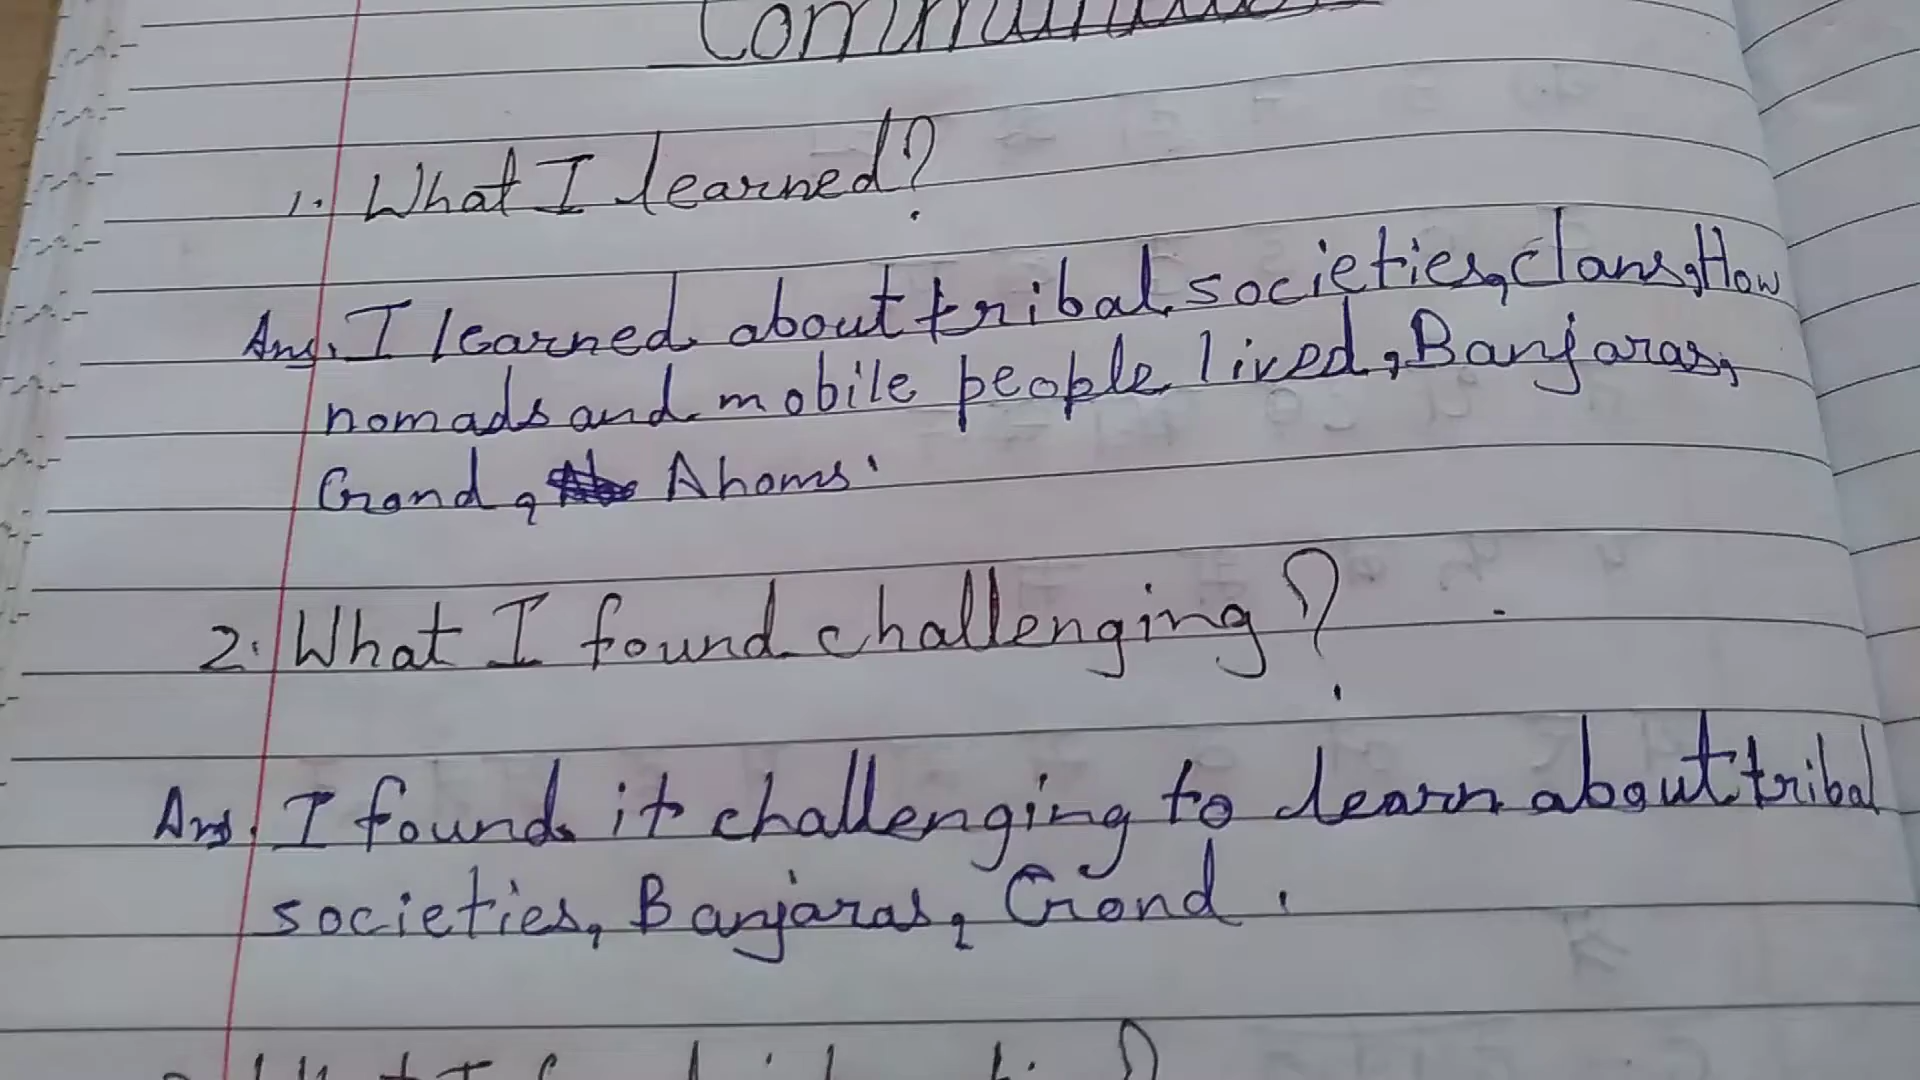 1. What I learned?
Ans. I learned about tribal societies, clans, How
nomads and mobile people lived, Banjaras,
Gond, Ahoms.
2. What I found challenging?
Ans. I found it challenging to learn about tribal
societies, Banjaras, Gond.